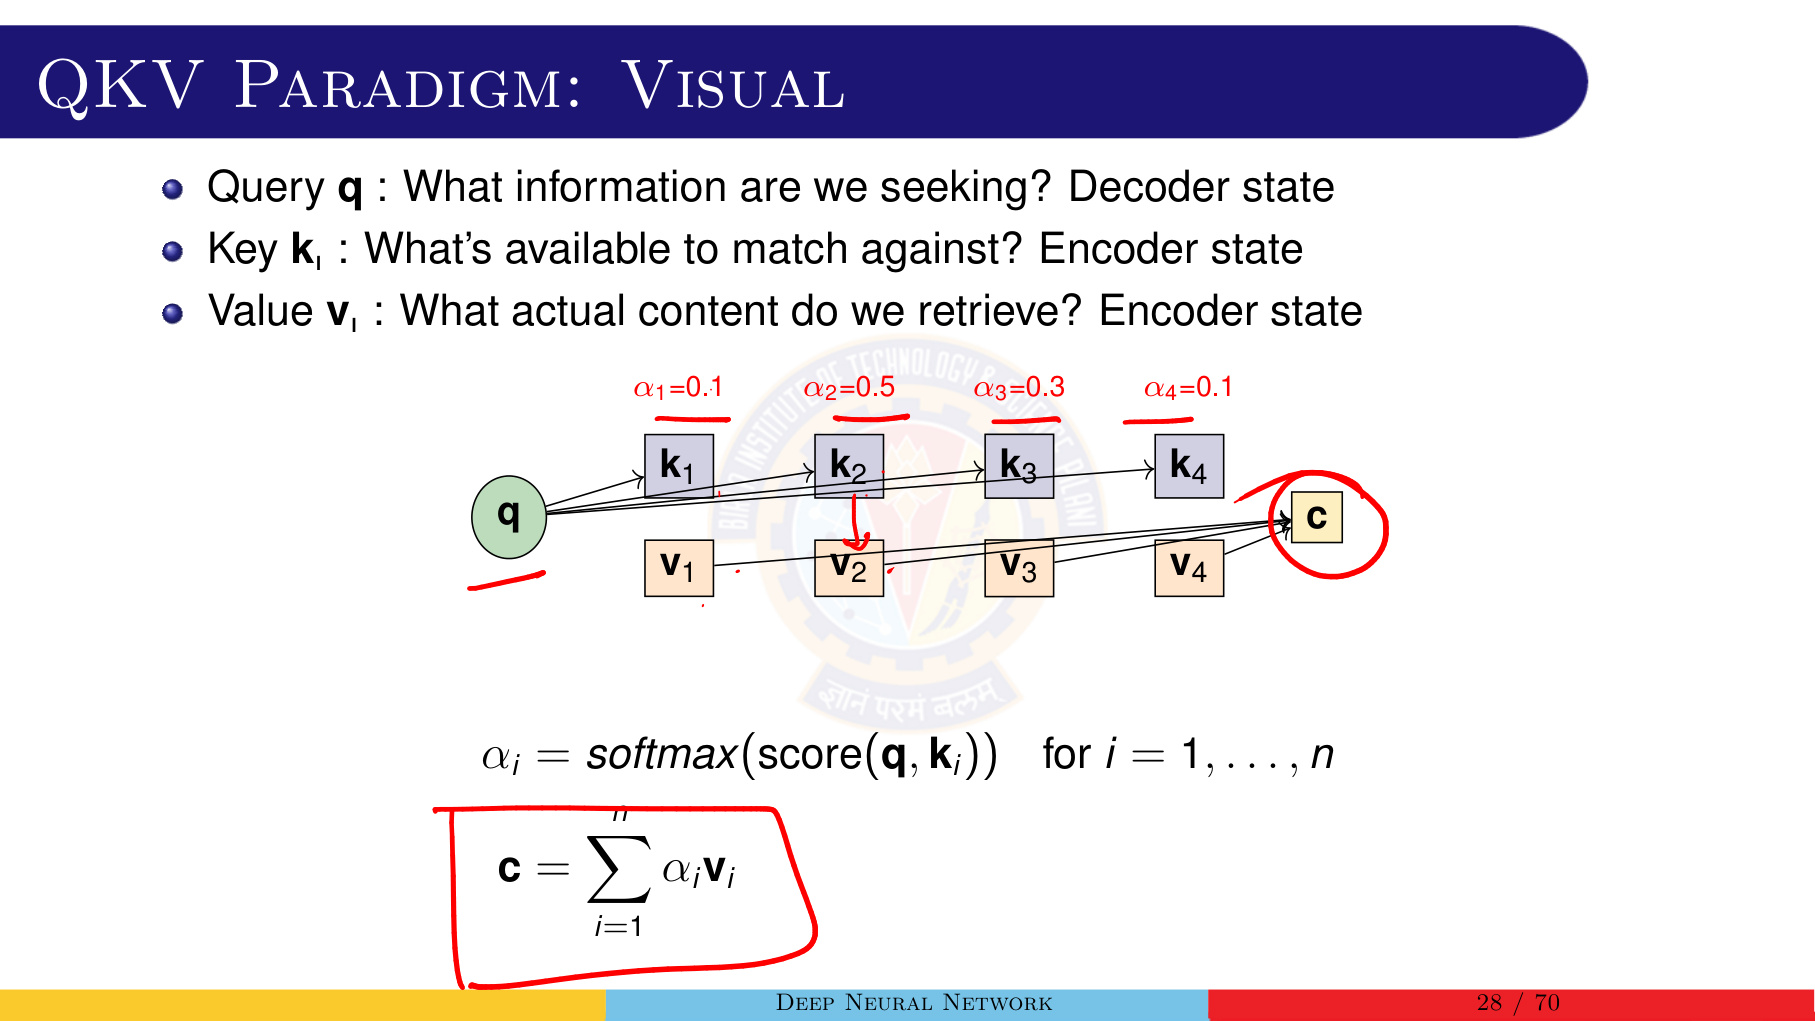 QKV PARADIGM: VISUAL
Query q : What information are we seeking? Decoder state
Key kᵢ : What's available to match against? Encoder state
Value vᵢ : What actual content do we retrieve? Encoder state
α₁=0.1 α₂=0.5 α₃=0.3 α₄=0.1
k₁ k₂ k₃ k₄
q c
v₁ v₂ v₃ v₄
ज्ञानं परमं बलम्
αᵢ = softmax(score(q, kᵢ)) for i = 1, . . . , n
n
c = ∑ αᵢvᵢ
i=1
DEEP NEURAL NETWORK 28 / 70